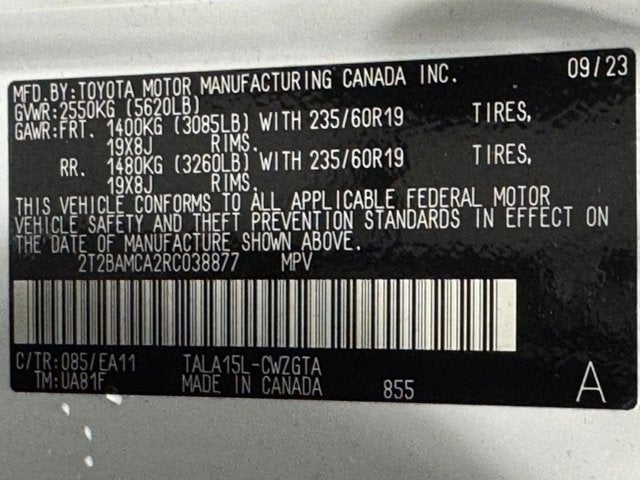 MFD.BY:TOYOTA MOTOR MANUFACTURING CANADA INC. 09/23
GVWR:2550KG (5620LB)
GAWR:FRT. 1400KG (3085LB) WITH 235/60R19 TIRES,
19X8J RIMS.
RR. 1480KG (3260LB) WITH 235/60R19 TIRES,
19X8J RIMS.
THIS VEHICLE CONFORMS TO ALL APPLICABLE FEDERAL MOTOR
VEHICLE SAFETY AND THEFT PREVENTION STANDARDS IN EFFECT ON
THE DATE OF MANUFACTURE SHOWN ABOVE.
2T2BAMCA2RC038877 MPV
C/TR:085/EA11 TALA15L-CWZGTA
TM:UA81F MADE IN CANADA 855 A